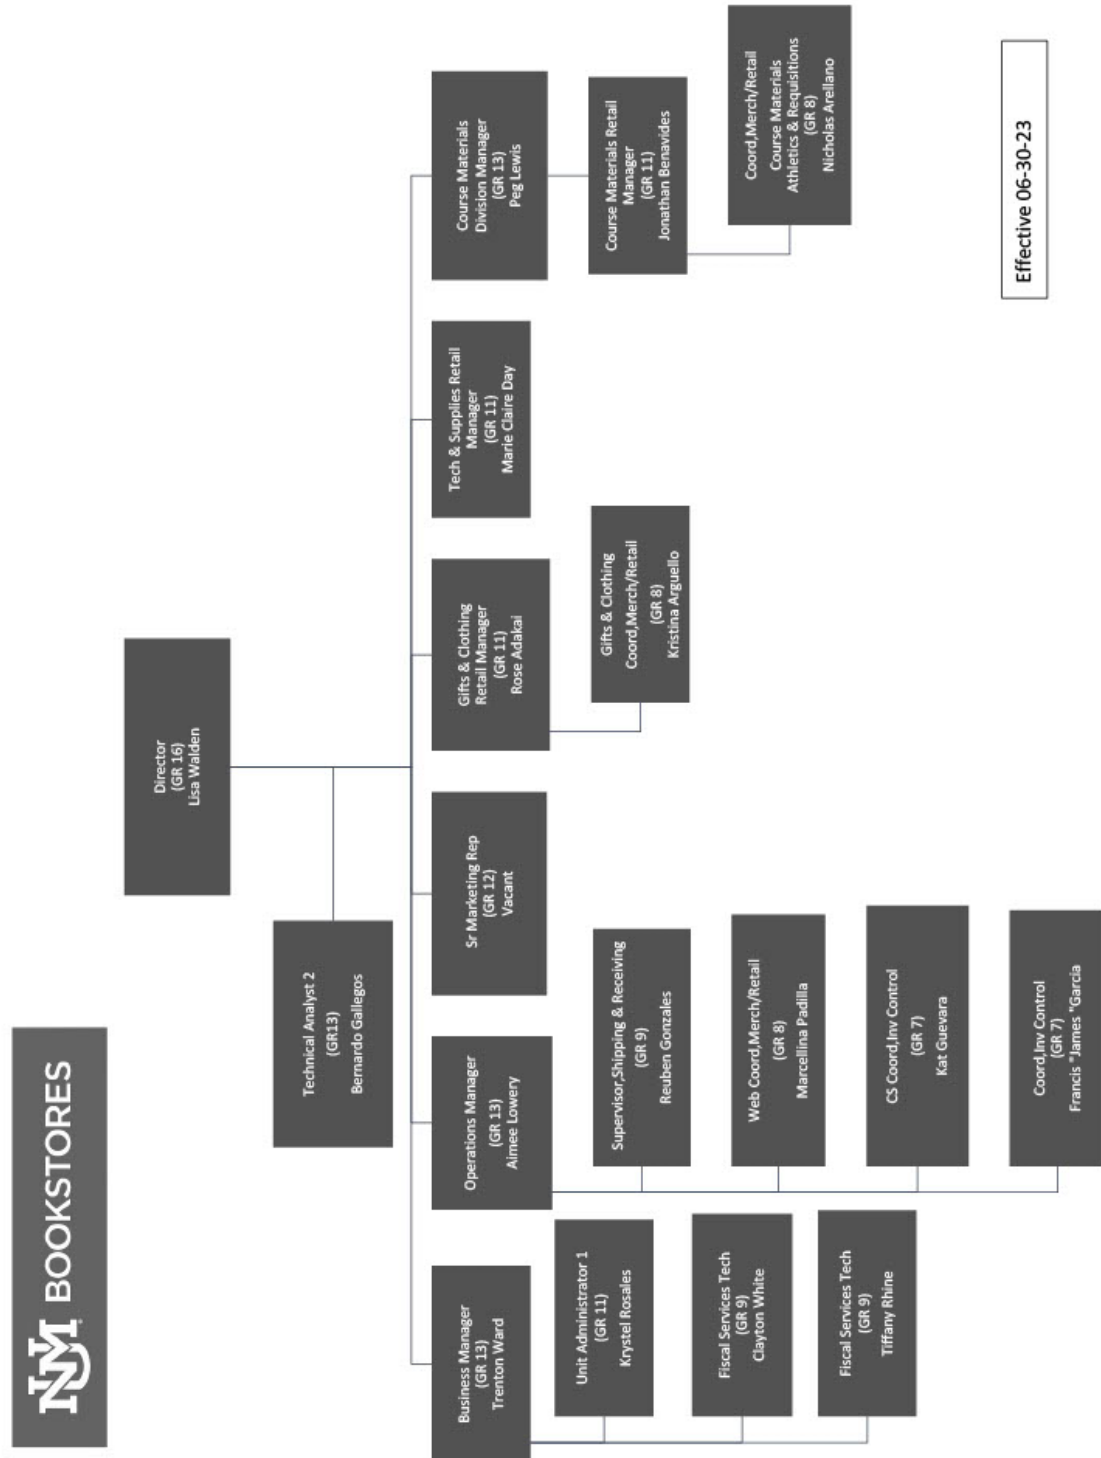 UNM BOOKSTORES
Director
(GR 16)
Lisa Walden
Technical Analyst 2
(GR13)
Bernardo Gallegos
Business Manager
(GR 13)
Trenton Ward
Operations Manager
(GR 13)
Aimee Lowery
Sr Marketing Rep
(GR 12)
Vacant
Gifts & Clothing
Retail Manager
(GR 11)
Rose Adakai
Tech & Supplies Retail
Manager
(GR 11)
Marie Claire Day
Course Materials
Division Manager
(GR 13)
Peg Lewis
Unit Administrator 1
(GR 11)
Krystel Rosales
Fiscal Services Tech
(GR 9)
Clayton White
Fiscal Services Tech
(GR 9)
Tiffany Rhine
Supervisor,Shipping & Receiving
(GR 9)
Reuben Gonzales
Web Coord,Merch/Retail
(GR 8)
Marcellina Padilla
CS Coord,Inv Control
(GR 7)
Kat Guevara
Coord,Inv Control
(GR 7)
Francis "James "Garcia
Gifts & Clothing
Coord,Merch/Retail
(GR 8)
Kristina Arguello
Course Materials Retail
Manager
(GR 11)
Jonathan Benavides
Coord,Merch/Retail
Course Materials
Athletics & Requisitions
(GR 8)
Nicholas Arellano
Effective 06-30-23